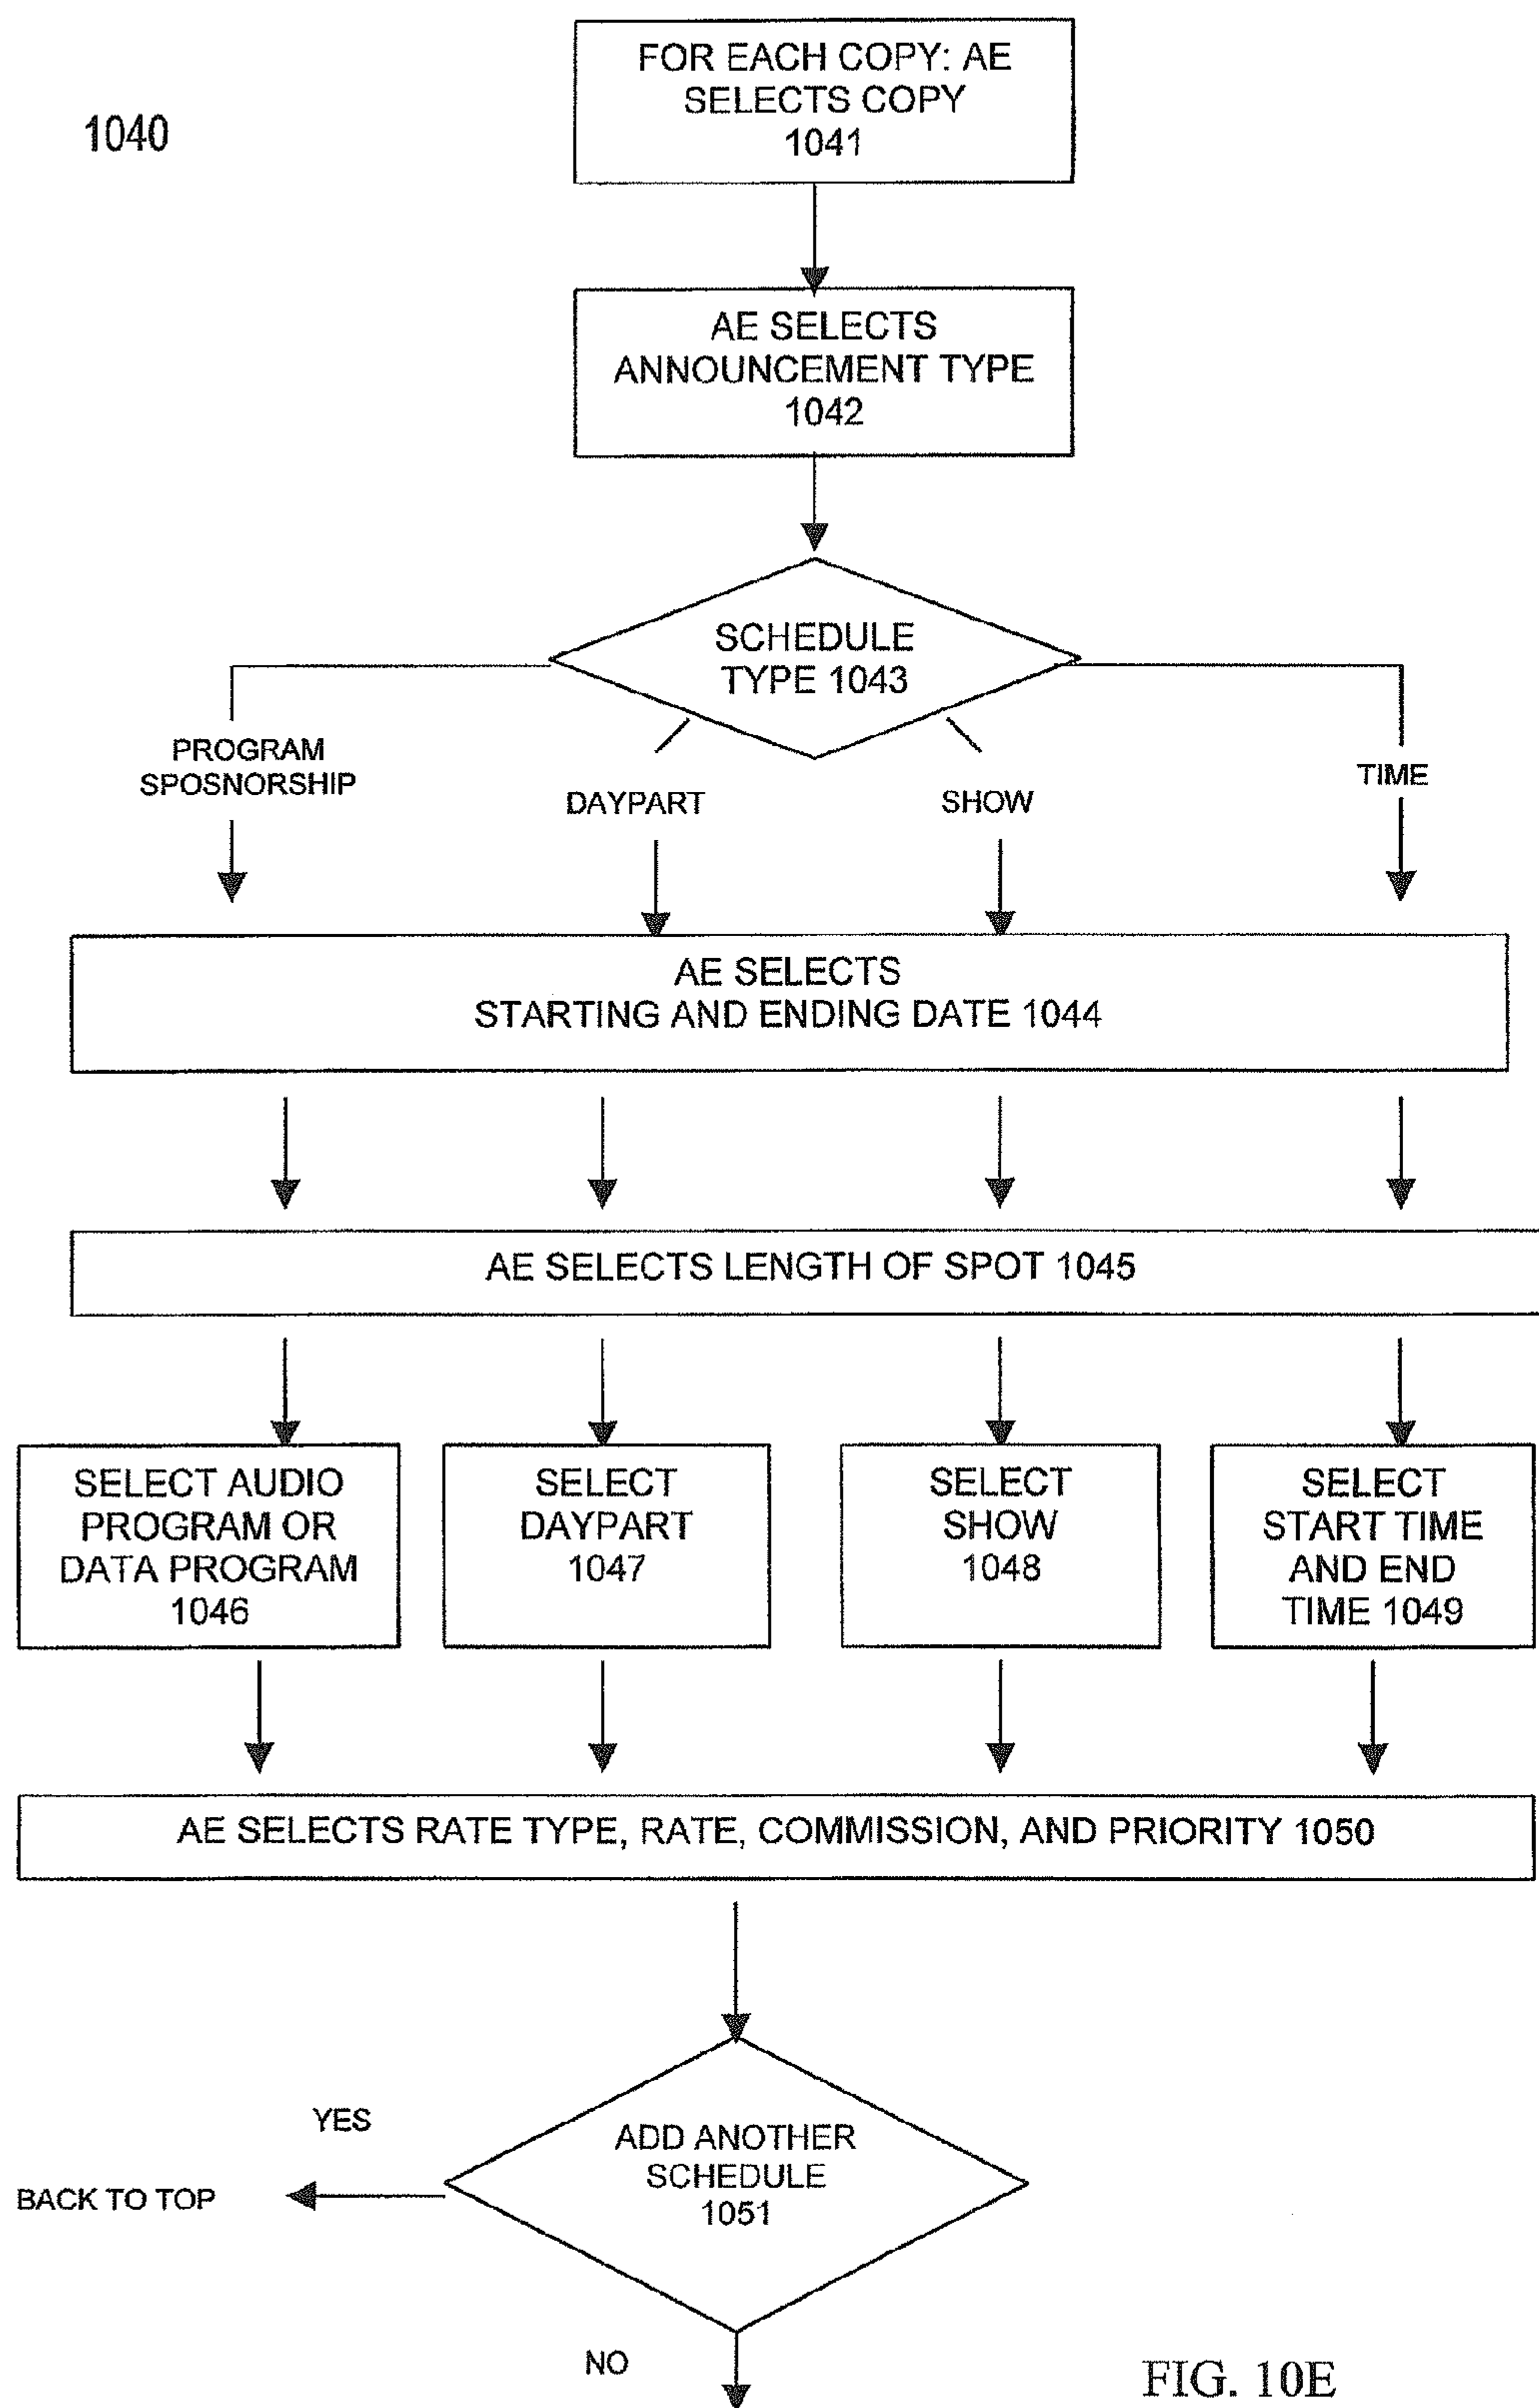 FOR EACH COPY: AE
SELECTS COPY
1041
1040
AE SELECTS
ANNOUNCEMENT TYPE
1042
SCHEDULE
TYPE 1043
PROGRAM
SPOSNORSHIP
DAYPART
SHOW
TIME
AE SELECTS
STARTING AND ENDING DATE 1044
AE SELECTS LENGTH OF SPOT 1045
SELECT AUDIO
PROGRAM OR
DATA PROGRAM
1046
SELECT
DAYPART
1047
SELECT
SHOW
1048
SELECT
START TIME
AND END
TIME 1049
AE SELECTS RATE TYPE, RATE, COMMISSION, AND PRIORITY 1050
ADD ANOTHER
SCHEDULE
1051
YES
BACK TO TOP
NO
FIG. 10E